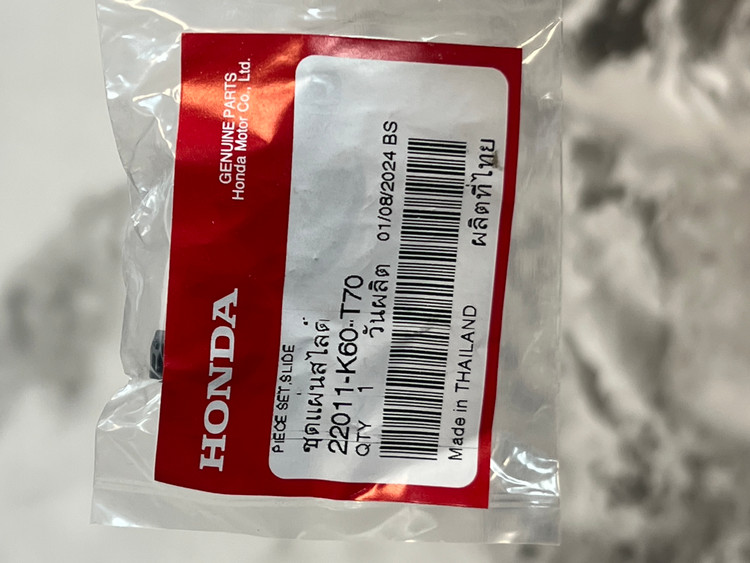 HONDA
GENUINE PARTS
Honda Motor Co., Ltd.
PIECE SET,SLIDE
ชุดแผ่นสไลด์
22011-K60-T70
QTY 1 วันผลิต 01/08/2024 BS
Made in THAILAND ผลิตที่ไทย